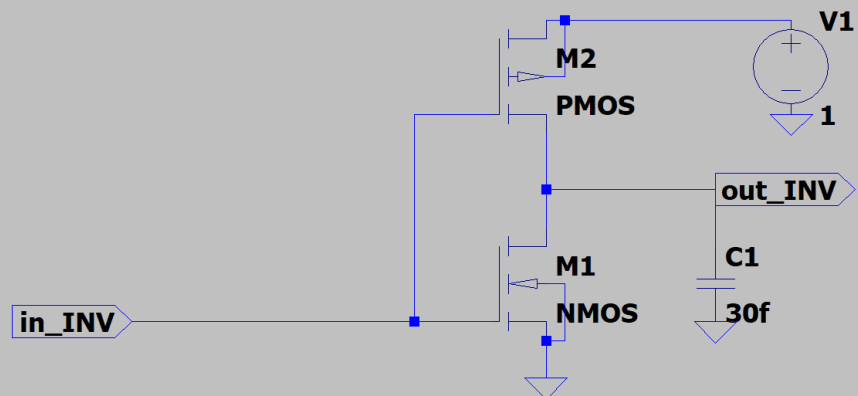 V1
M2
PMOS
1
out_INV
C1
M1
in_INV
NMOS
30f